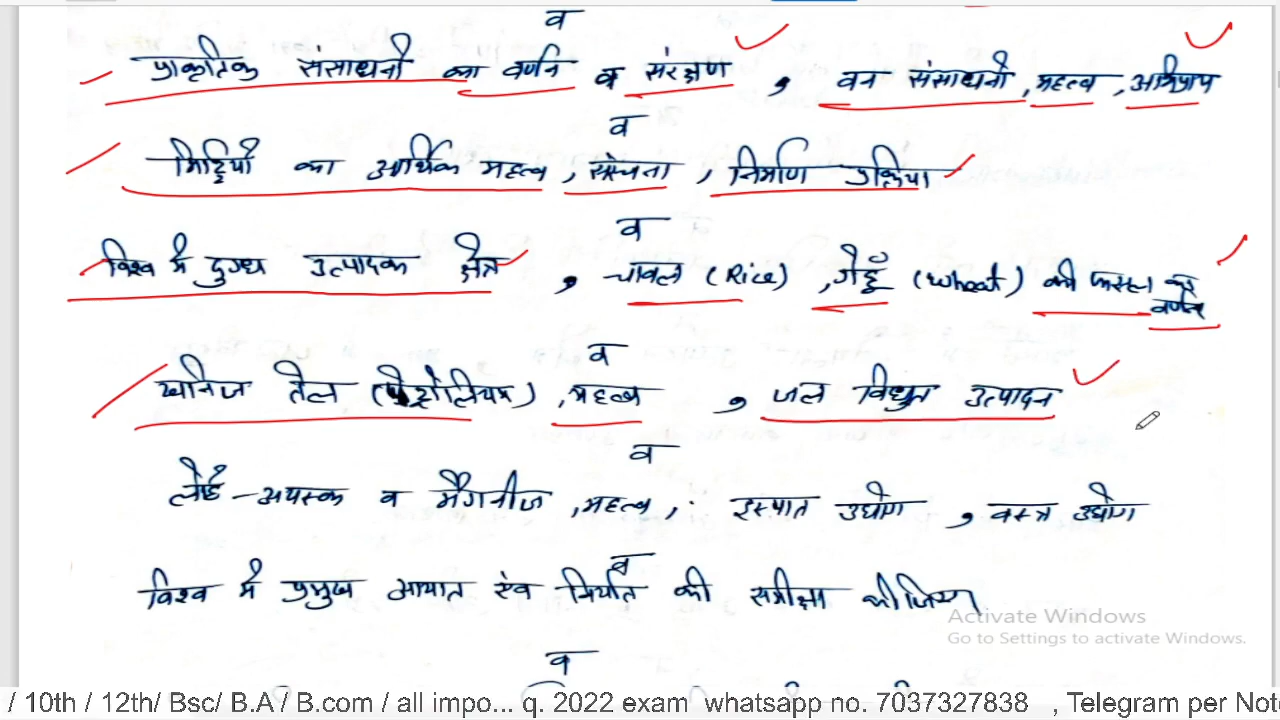 व
प्राकृतिक संसाधनों का वर्णन व संरक्षण , वन संसाधनों , महत्व , अभिप्राय
व
मिट्टियों का आर्थिक महत्व , संरचना , निर्माण प्रक्रिया
व
विश्व में दुग्ध उत्पादक क्षेत्र , चावल (Rice) , गेहूँ (Wheat) की फसल का वर्णन
व
खनिज तेल (पेट्रोलियम) , महत्व , जल विधुत उत्पादन
व
लौह - अयस्क व मैंगनीज , महत्व , इस्पात उद्योग , वस्त्र उद्योग
व
विश्व में प्रमुख आयात एंव निर्यात की समीक्षा कीजिए
Activate Windows
Go to Settings to activate Windows.
व
/ 10th / 12th/ Bsc/ B.A / B.com / all impo... q. 2022 exam whatsapp no. 7037327838 , Telegram per Not